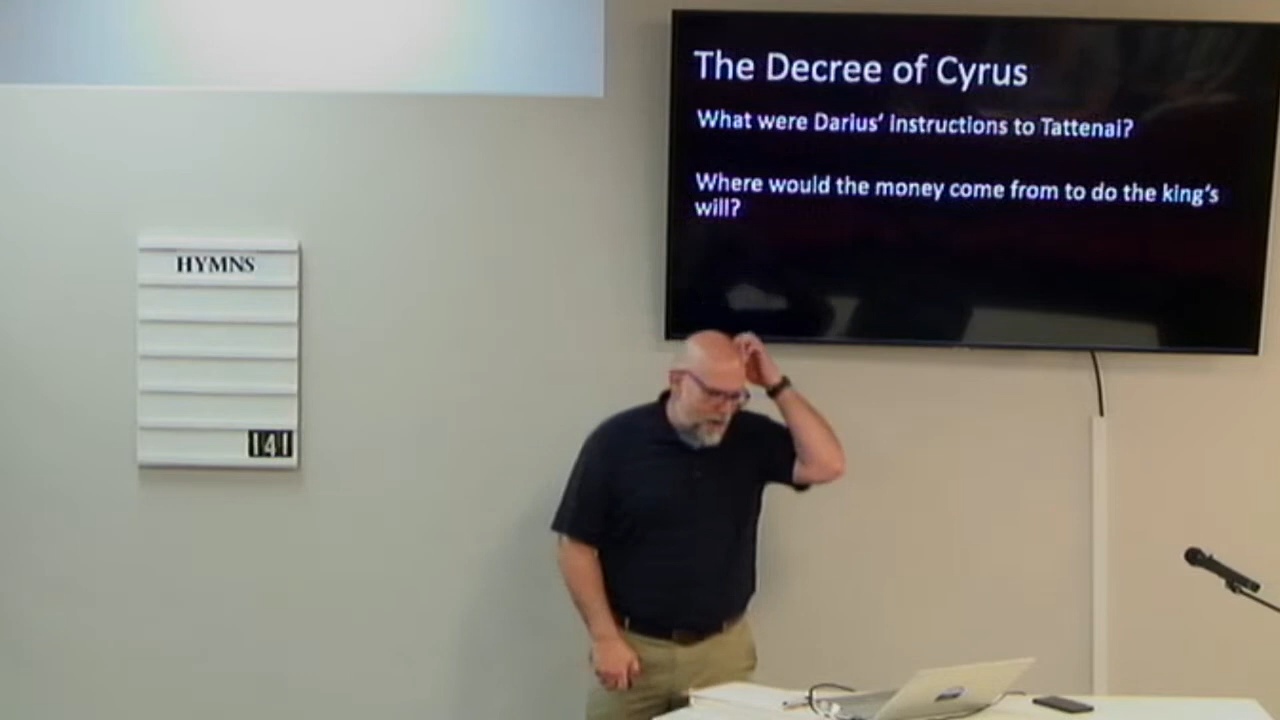 The Decree of Cyrus
What were Darius' instructions to Tattenai?
Where would the money come from to do the king's
will?
HYMNS
141